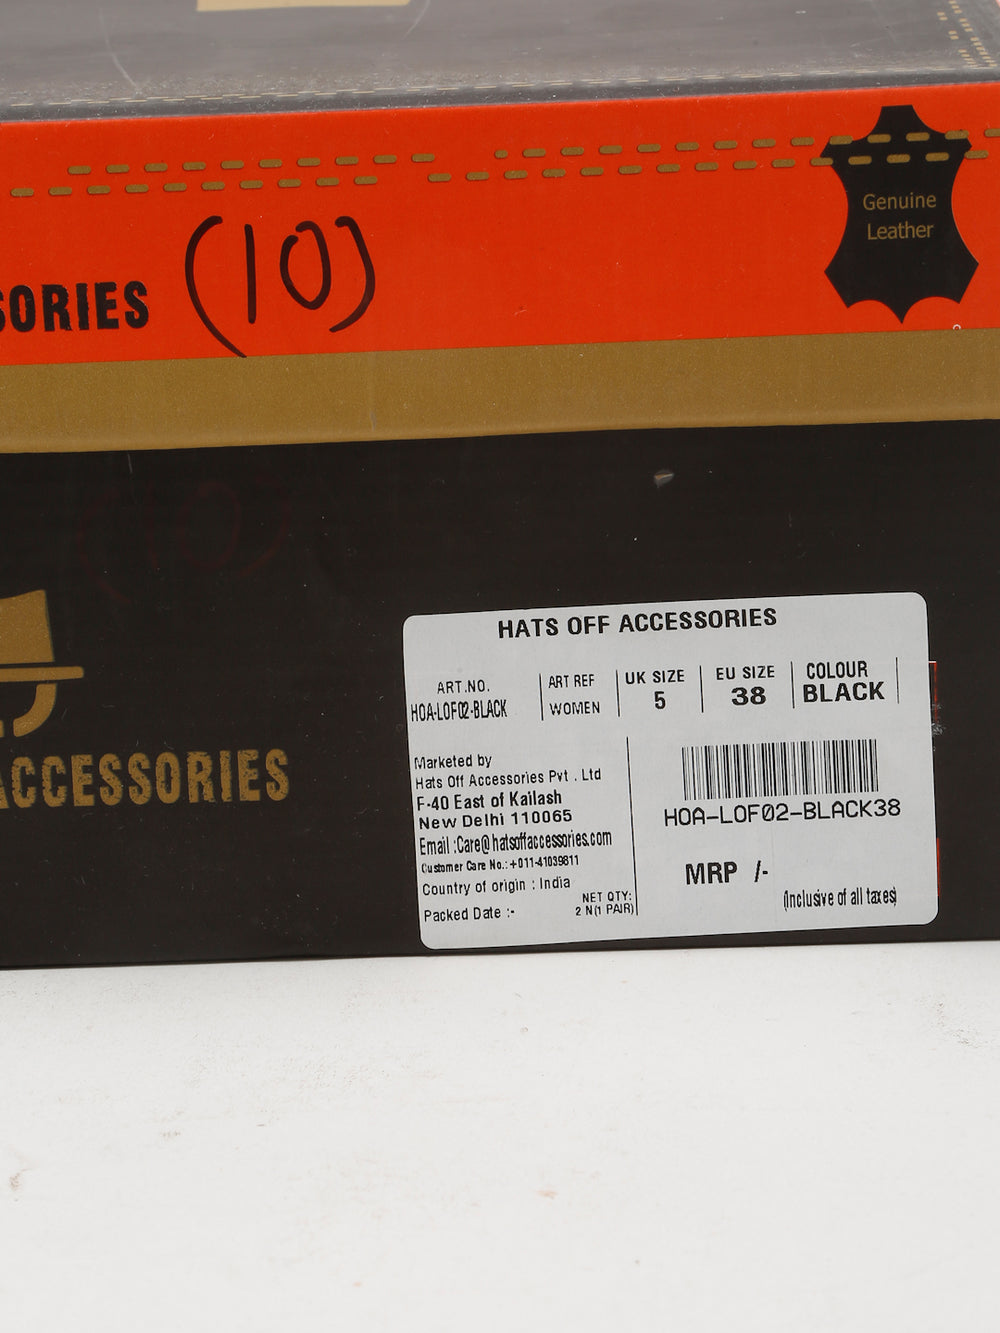 Genuine
Leather
SORIES (10)
(10)
ACCESSORIES
HATS OFF ACCESSORIES
ART.NO.
HOA-LOF02-BLACK
ART REF
WOMEN
UK SIZE
5
EU SIZE
38
COLOUR
BLACK
Marketed by
Hats Off Accessories Pvt . Ltd
F-40 East of Kailash
New Delhi 110065
Email :Care@hatsoffaccessories.com
Customer Care No.: +011-41039811
Country of origin : India
Packed Date :-
NET QTY:
2 N(1 PAIR)
HOA-LOF02-BLACK38
MRP /-
(Inclusive of all taxes)